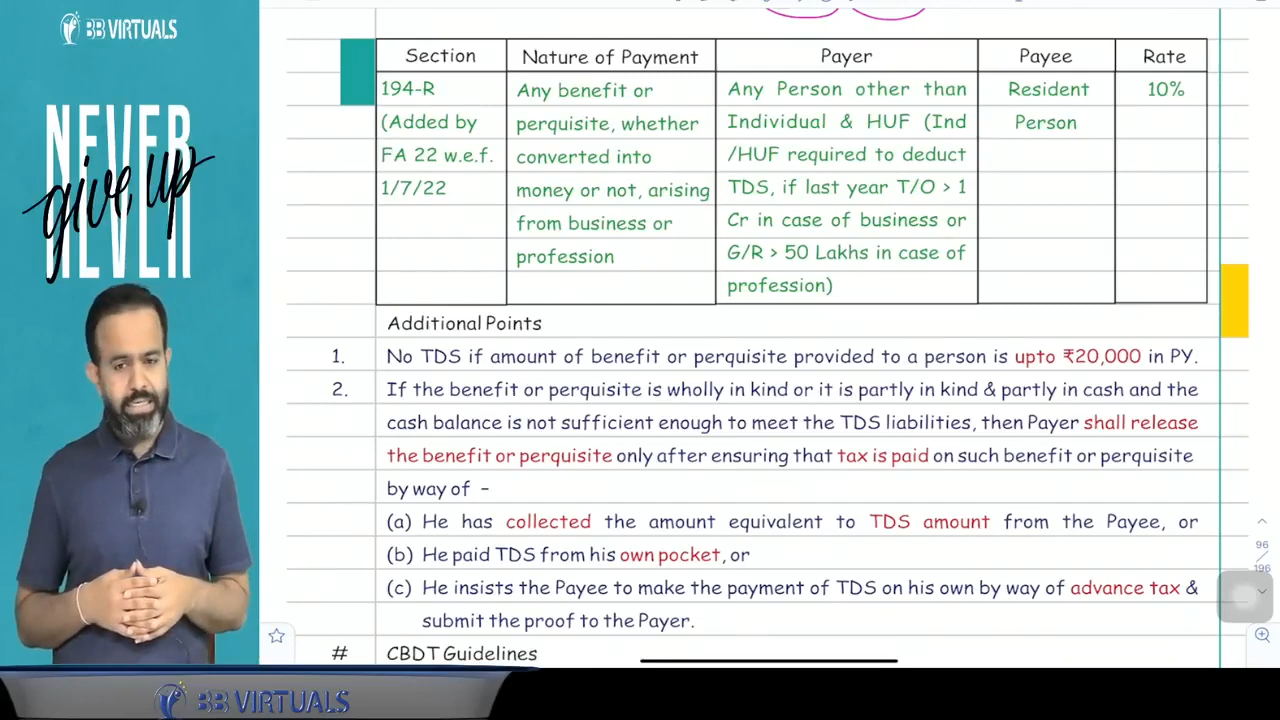 BB VIRTUALS
NEVER
give up
NEVER
Section Nature of Payment Payer Payee Rate
194-R Any benefit or Any Person other than Resident 10%
(Added by perquisite, whether Individual & HUF (Ind Person
FA 22 w.e.f. converted into /HUF required to deduct
1/7/22 money or not, arising TDS, if last year T/O > 1
from business or Cr in case of business or
profession G/R > 50 Lakhs in case of
profession)
Additional Points
1. No TDS if amount of benefit or perquisite provided to a person is upto ₹20,000 in PY.
2. If the benefit or perquisite is wholly in kind or it is partly in kind & partly in cash and the
cash balance is not sufficient enough to meet the TDS liabilities, then Payer shall release
the benefit or perquisite only after ensuring that tax is paid on such benefit or perquisite
by way of –
(a) He has collected the amount equivalent to TDS amount from the Payee, or
(b) He paid TDS from his own pocket, or
(c) He insists the Payee to make the payment of TDS on his own by way of advance tax &
submit the proof to the Payer.
# CBDT Guidelines
96
/
196
BB VIRTUALS